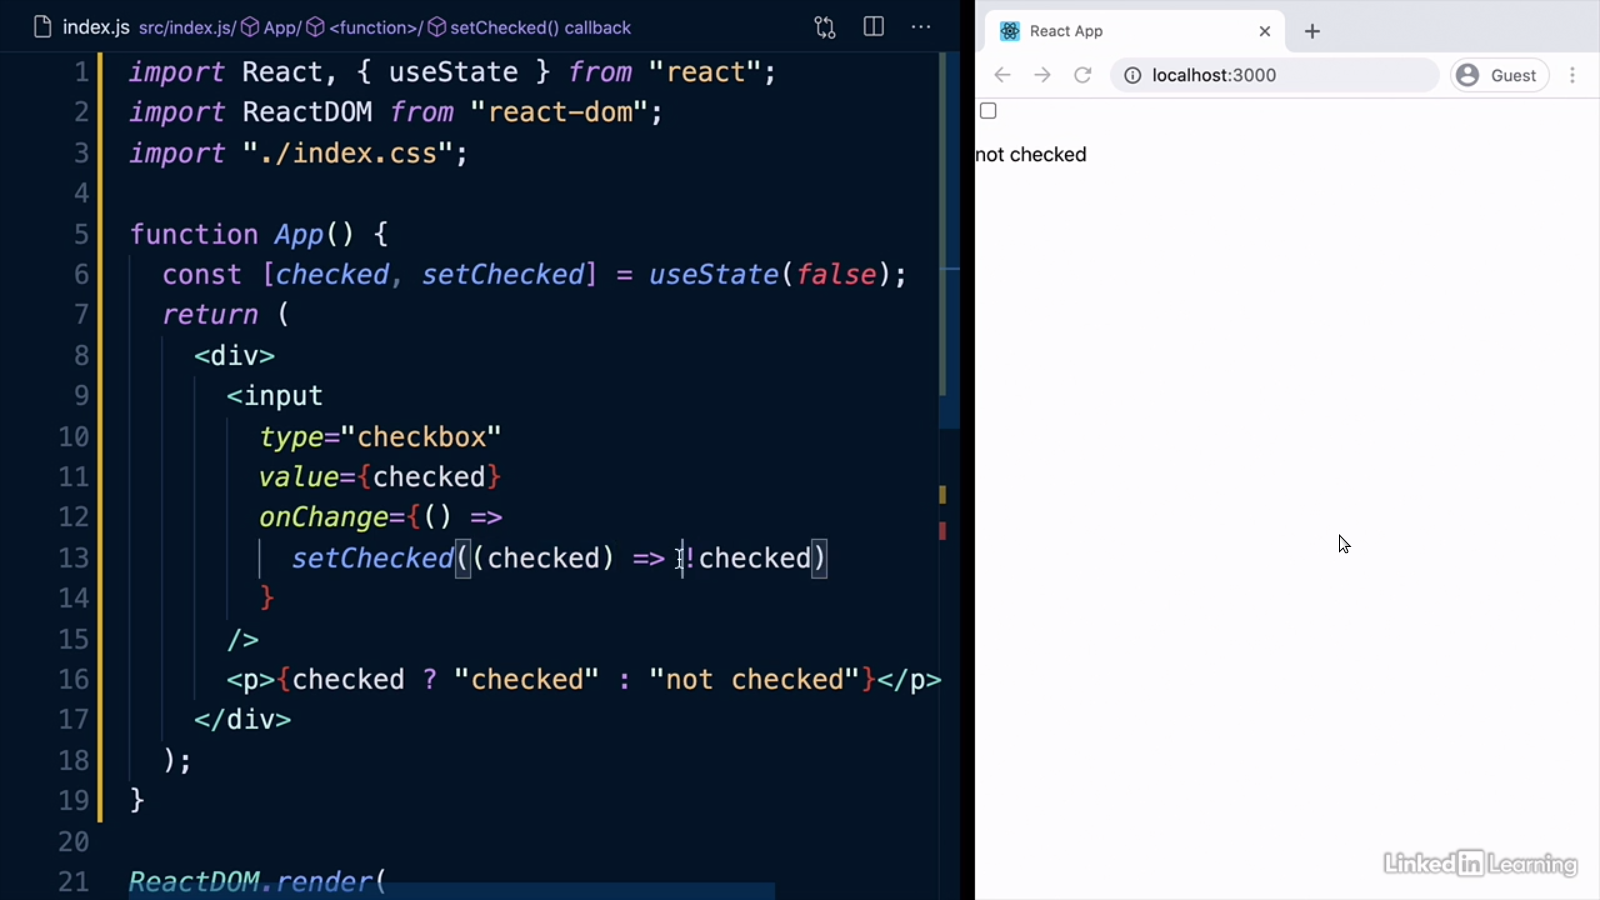 index.js src/index.js/ App/ <function>/ setChecked() callback
1 import React, { useState } from "react";
2 import ReactDOM from "react-dom";
3 import "./index.css";
4
5 function App() {
6 const [checked, setChecked] = useState(false);
7 return (
8 <div>
9 <input
10 type="checkbox"
11 value={checked}
12 onChange={() =>
13 setChecked((checked) => !checked)
14 }
15 />
16 <p>{checked ? "checked" : "not checked"}</p>
17 </div>
18 );
19 }
20
21 ReactDOM.render(
React App
localhost:3000 Guest
not checked
Linked in Learning